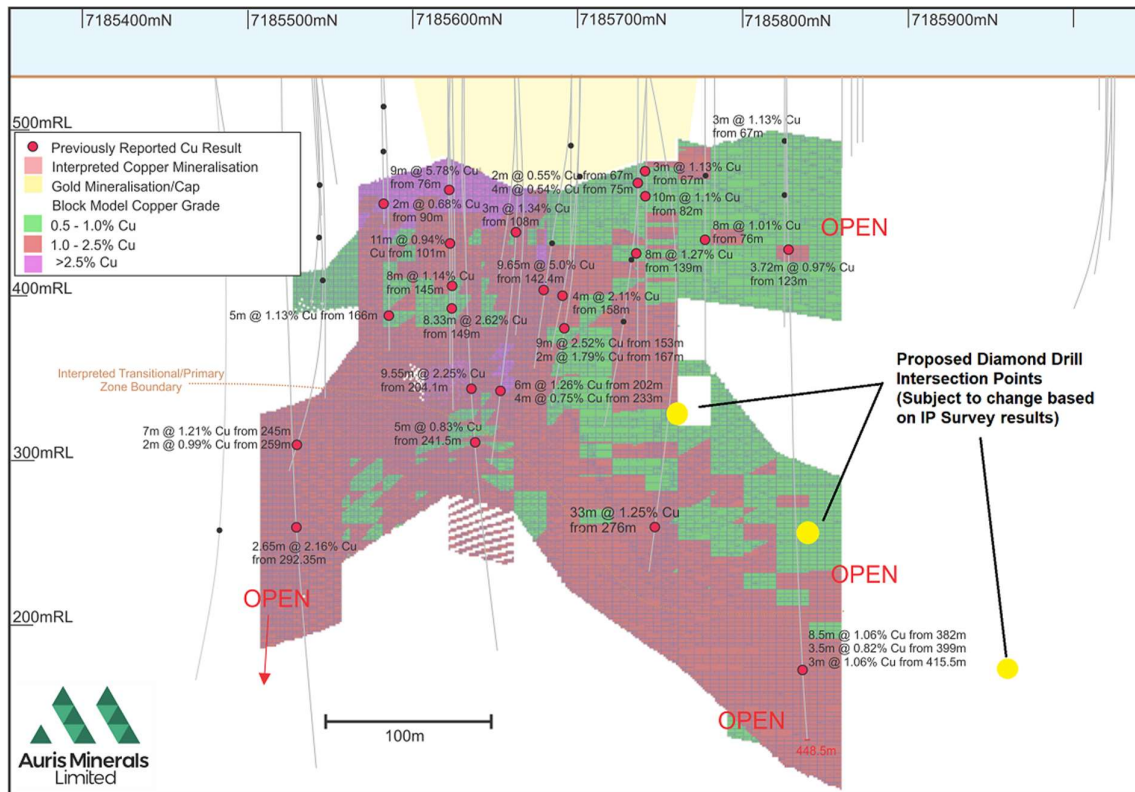 7185400mN
7185500mN
7185600mN
7185700mN
7185800mN
7185900mN
500mRL
Previously Reported Cu Result
Interpreted Copper Mineralisation
Gold Mineralisation/Cap
Block Model Copper Grade
0.5 - 1.0% Cu
1.0 - 2.5% Cu
>2.5% Cu
3m @ 1.13% Cu
from 67m
9m @ 5.78% Cu
from 76m
2m @ 0.55% Cu from 67m
4m @ 0.54% Cu from 75m
3m @ 1.13% Cu
from 67m
2m @ 0.68% Cu
from 90m
3m @ 1.34% Cu
from 108m
10m @ 1.1% Cu
from 82m
8m @ 1.01% Cu
from 76m
OPEN
11m @ 0.94%
Cu from 101m
8m @ 1.27% Cu
from 139m
3.72m @ 0.97% Cu
from 123m
9.65m @ 5.0% Cu
from 142.4m
8m @ 1.14% Cu
from 145m
400mRL
4m @ 2.11% Cu
from 158m
5m @ 1.13% Cu from 166m
8.33m @ 2.62% Cu
from 149m
9m @ 2.52% Cu from 153m
2m @ 1.79% Cu from 167m
Proposed Diamond Drill
Intersection Points
(Subject to change based
on IP Survey results)
Interpreted Transitional/Primary
Zone Boundary
9.55m @ 2.25% Cu
from 204.1m
6m @ 1.26% Cu from 202m
4m @ 0.75% Cu from 233m
7m @ 1.21% Cu from 245m
2m @ 0.99% Cu from 259m
5m @ 0.83% Cu
from 241.5m
300mRL
33m @ 1.25% Cu
from 276m
2.65m @ 2.16% Cu
from 292.35m
OPEN
OPEN
200mRL
8.5m @ 1.06% Cu from 382m
3.5m @ 0.82% Cu from 399m
3m @ 1.06% Cu from 415.5m
OPEN
448.5m
100m
Auris Minerals
Limited